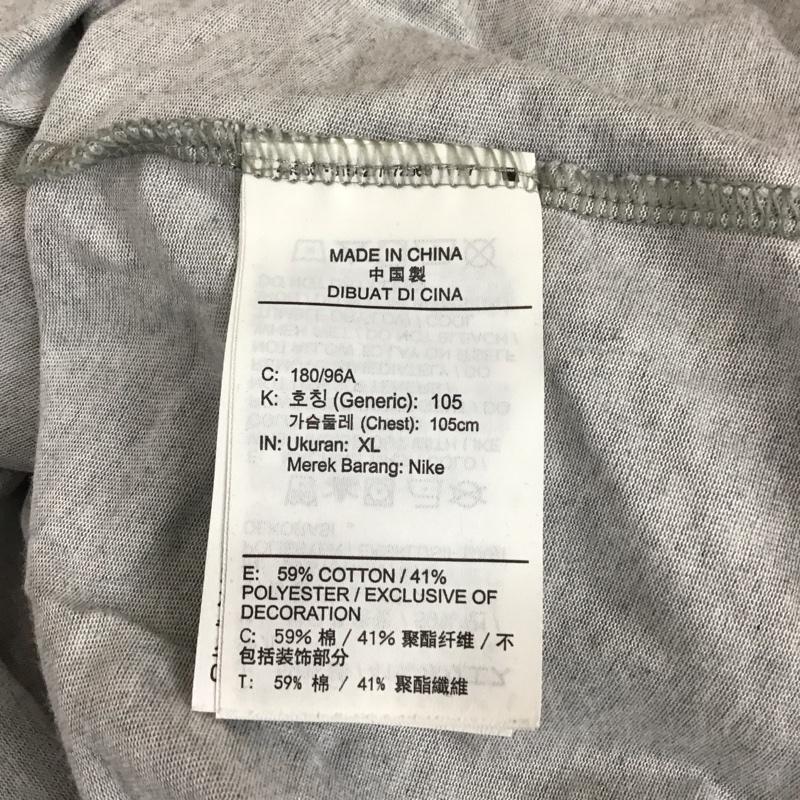 MADE IN CHINA
中国製
DIBUAT DI CINA
C: 180/96A
K: 호칭 (Generic): 105
가슴둘레 (Chest): 105cm
IN: Ukuran: XL
Merek Barang: Nike
E: 59% COTTON / 41%
POLYESTER / EXCLUSIVE OF
DECORATION
C: 59% 棉 / 41% 聚酯纤维 / 不
包括装饰部分
T: 59% 棉 / 41% 聚酯纖維